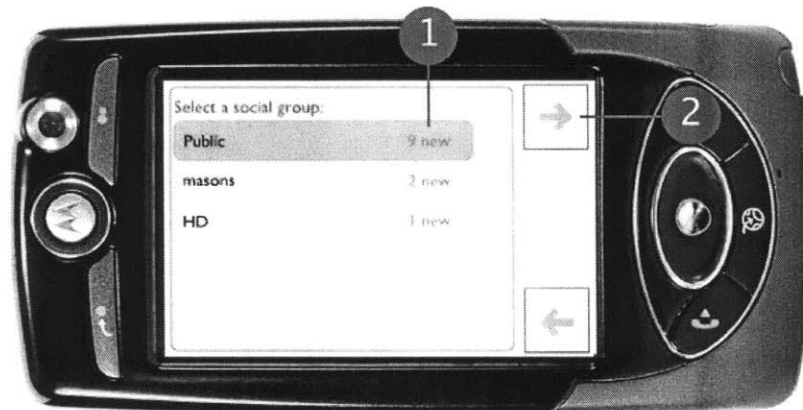 1
Select a social group:
Public 9 new
2
masons 2 new
HD 1 new